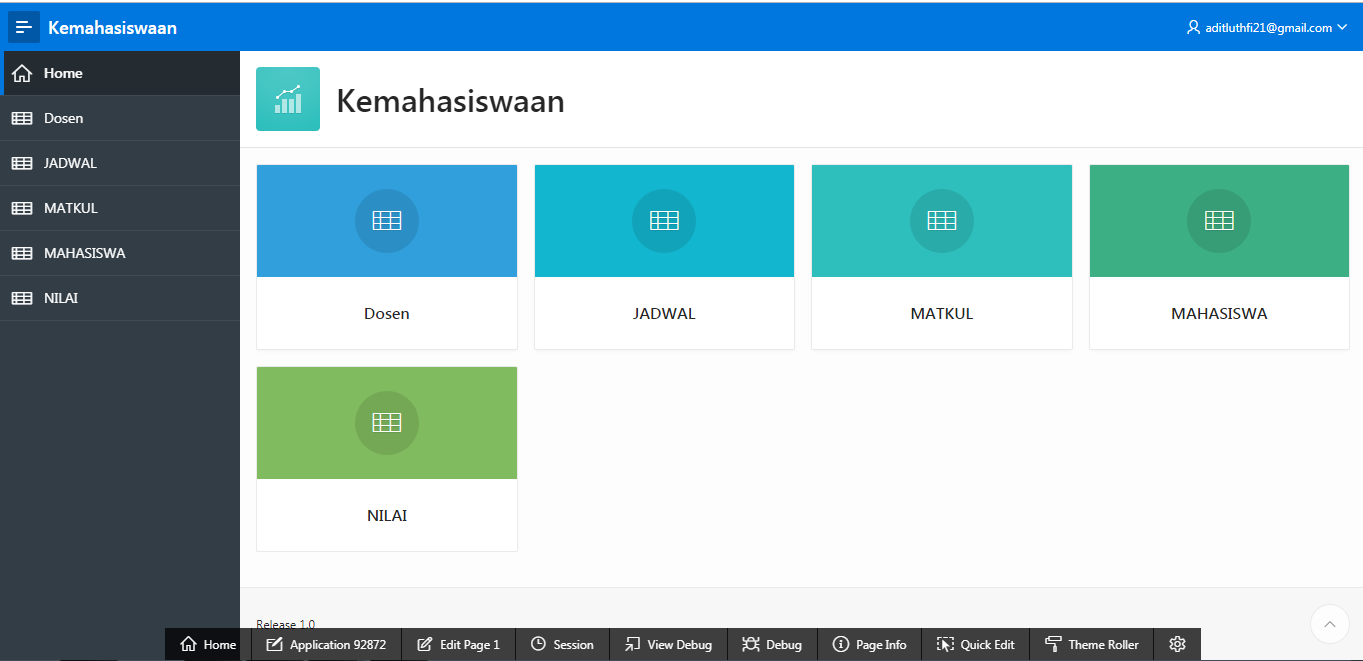 Kemahasiswaan
aditluthfi21@gmail.com
Home
Dosen
JADWAL
MATKUL
MAHASISWA
NILAI
Kemahasiswaan
Dosen
JADWAL
MATKUL
MAHASISWA
NILAI
Release 1.0
Home
Application 92872
Edit Page 1
Session
View Debug
Debug
Page Info
Quick Edit
Theme Roller